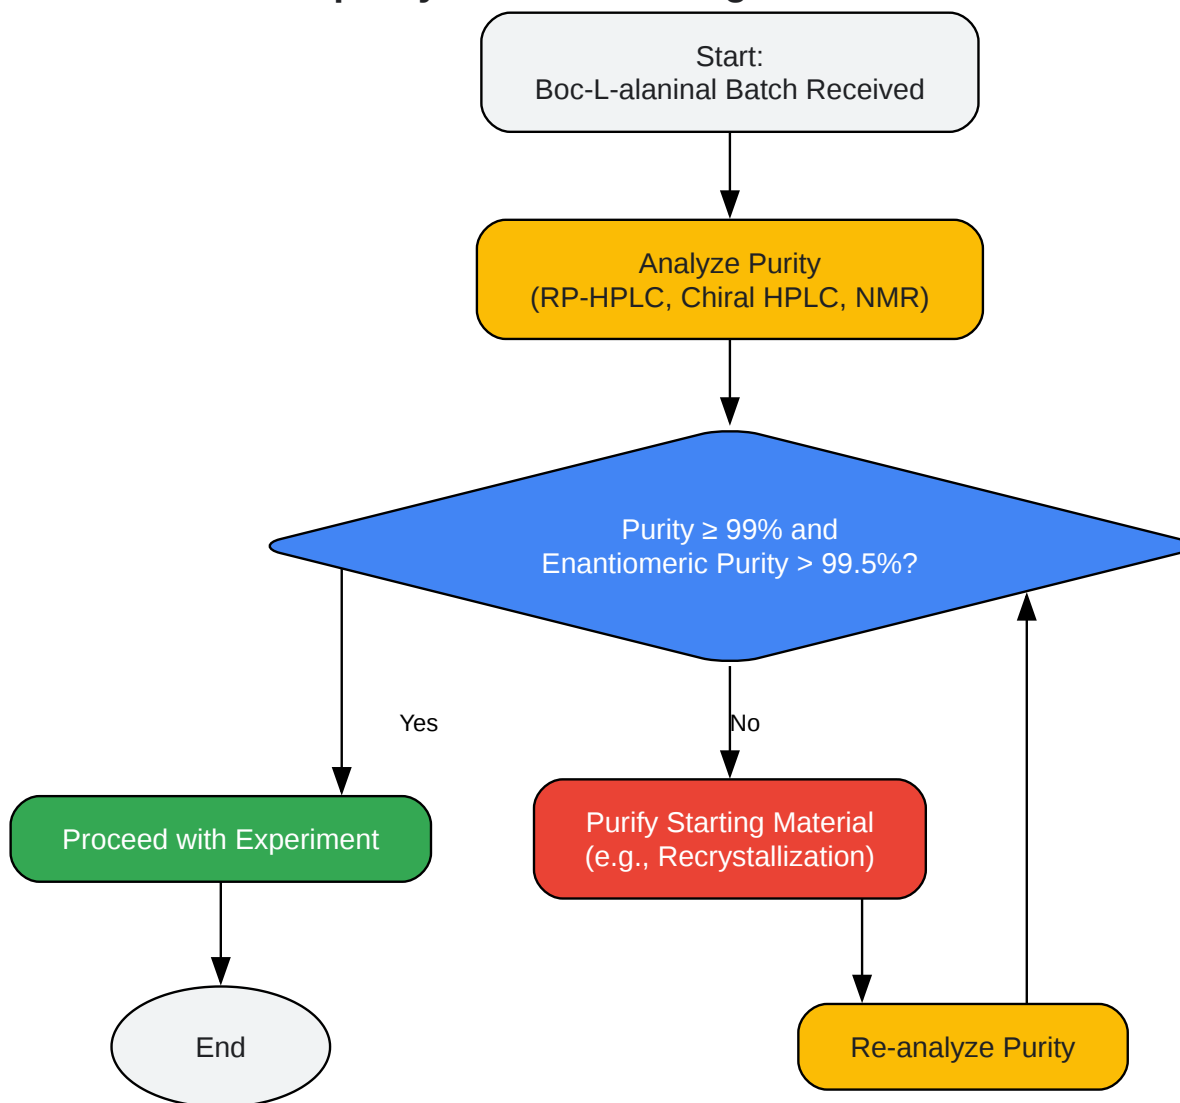 Start:
Boc-L-alaninal Batch Received
Analyze Purity
(RP-HPLC, Chiral HPLC, NMR)
Purity ≥ 99% and
Enantiomeric Purity > 99.5%?
Yes
No
Proceed with Experiment
Purify Starting Material
(e.g., Recrystallization)
End
Re-analyze Purity